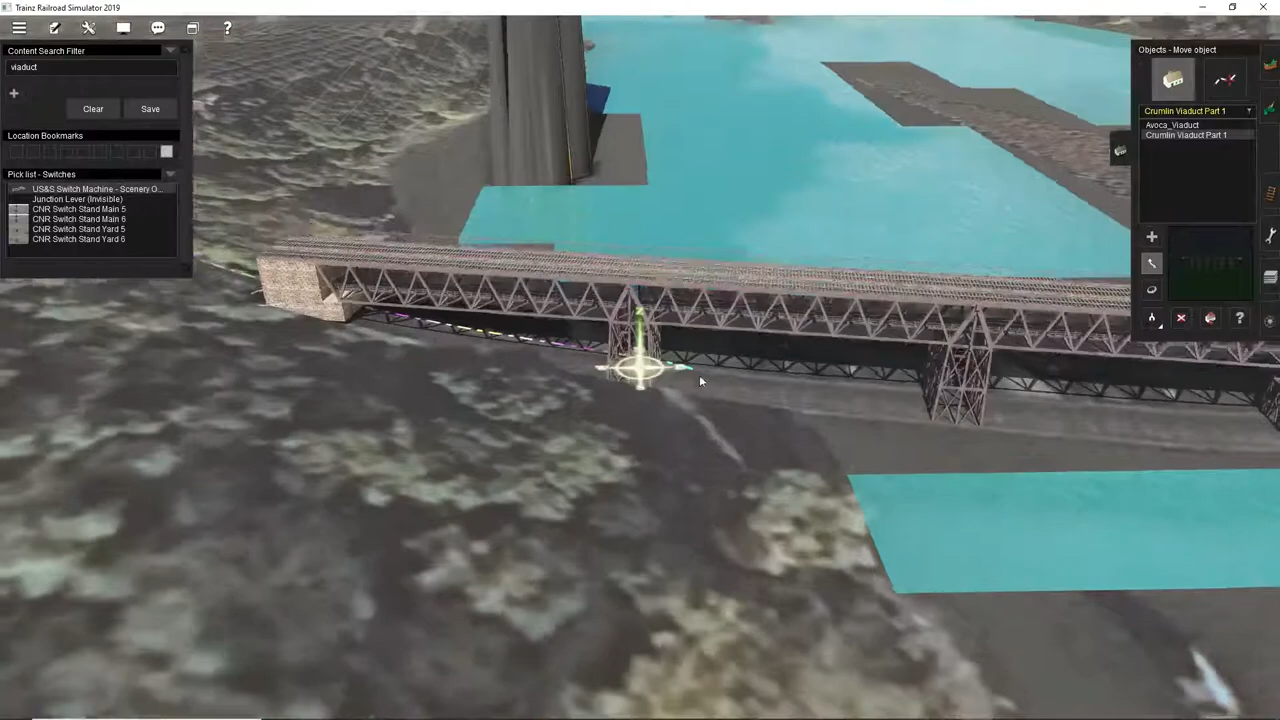 Trainz Railroad Simulator 2019
Content Search Filter
viaduct
Clear Save
Location Bookmarks
Pick list - Switches
US&S Switch Machine - Scenery O...
Junction Lever (Invisible)
CNR Switch Stand Main 5
CNR Switch Stand Main 6
CNR Switch Stand Yard 5
CNR Switch Stand Yard 6
Objects - Move object
Crumlin Viaduct Part 1
Avoca_Viaduct
Crumlin Viaduct Part 1